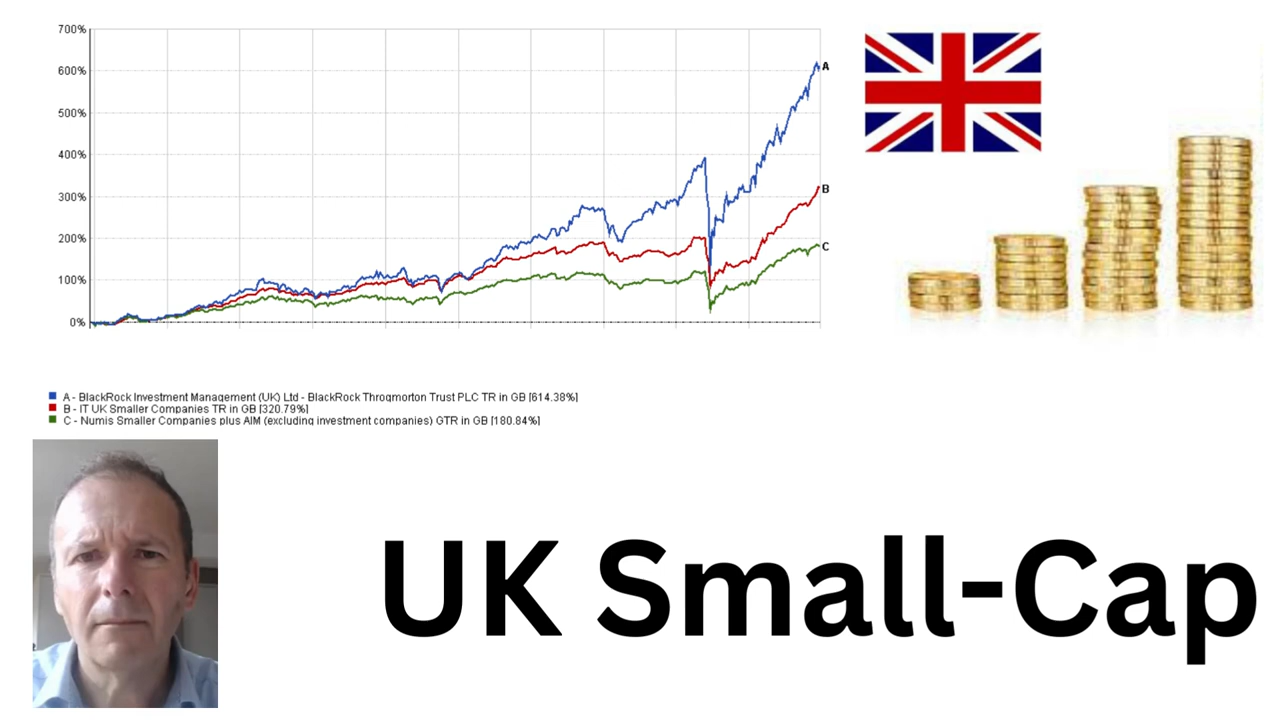 700%
600%
500%
400%
300%
200%
100%
0%
A
B
C
A - BlackRock Investment Management (UK) Ltd - BlackRock Throgmorton Trust PLC TR in GB [614.38%]
B - IT UK Smaller Companies TR in GB [320.79%]
C - Numis Smaller Companies plus AIM (excluding investment companies) GTR in GB [180.84%]
UK Small-Cap